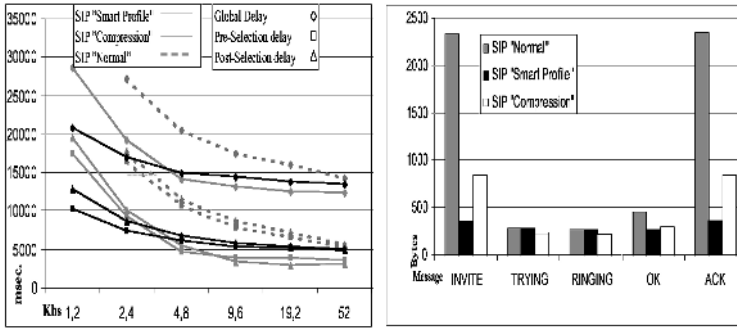 35000
30000
25000
20000
15000
10000
5000
0
msec.
Kbs
1,2
2,4
4,8
9,6
19,2
52
SIP "Smart Profile"
SIP "Compression"
SIP "Normal"
Global Delay
Pre-Selection delay
Post-Selection delay
2500
2000
1500
1000
500
0
Bytes
Message
INVITE
TRYING
RINGING
OK
ACK
SIP "Normal"
SIP "Smart Profile"
SIP "Compression"